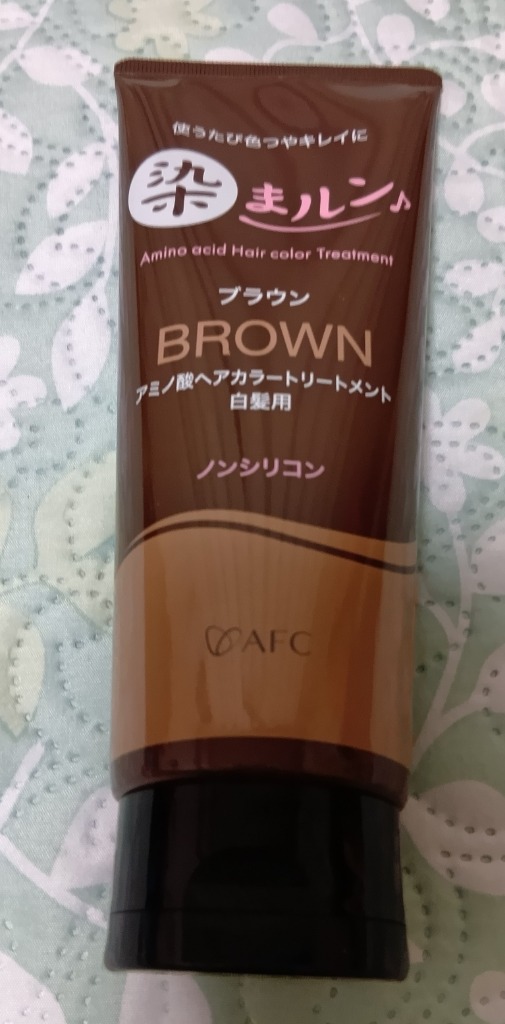 使うたび色つやキレイに
染まルン♪
Amino acid Hair color Treatment
ブラウン
BROWN
アミノ酸ヘアカラートリートメント
白髪用
ノンシリコン
AFC